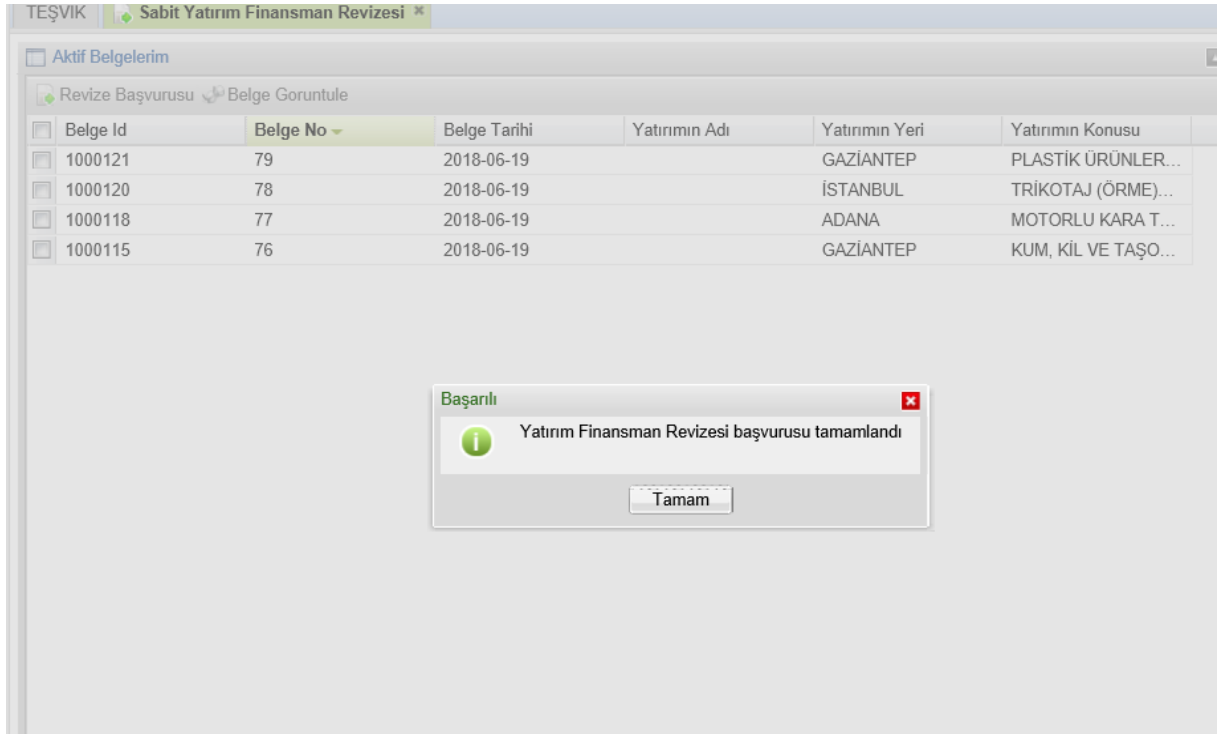 TEŞVİK Sabit Yatırım Finansman Revizesi
Aktif Belgelerim
Revize Başvurusu Belge Goruntule
Belge Id Belge No Belge Tarihi Yatırımın Adı Yatırımın Yeri Yatırımın Konusu
1000121 79 2018-06-19 GAZİANTEP PLASTİK ÜRÜNLER...
1000120 78 2018-06-19 İSTANBUL TRİKOTAJ (ÖRME)...
1000118 77 2018-06-19 ADANA MOTORLU KARA T...
1000115 76 2018-06-19 GAZİANTEP KUM, KİL VE TAŞO...
Başarılı
Yatırım Finansman Revizesi başvurusu tamamlandı
Tamam